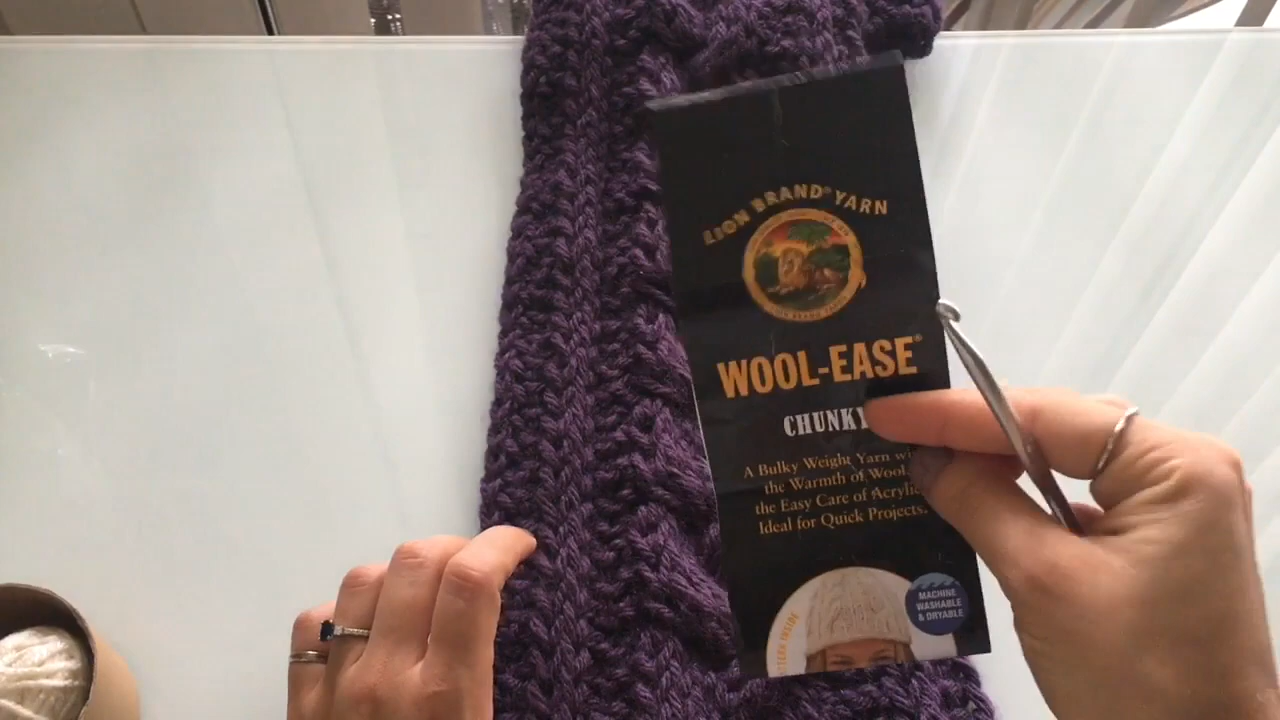 LION BRAND® YARN
WOOL-EASE®
CHUNKY
A Bulky Weight Yarn
the Warmth of Wool
the Easy Care of Acrylic
Ideal for Quick Projects.
MACHINE
WASHABLE
& DRYABLE
INSIDE